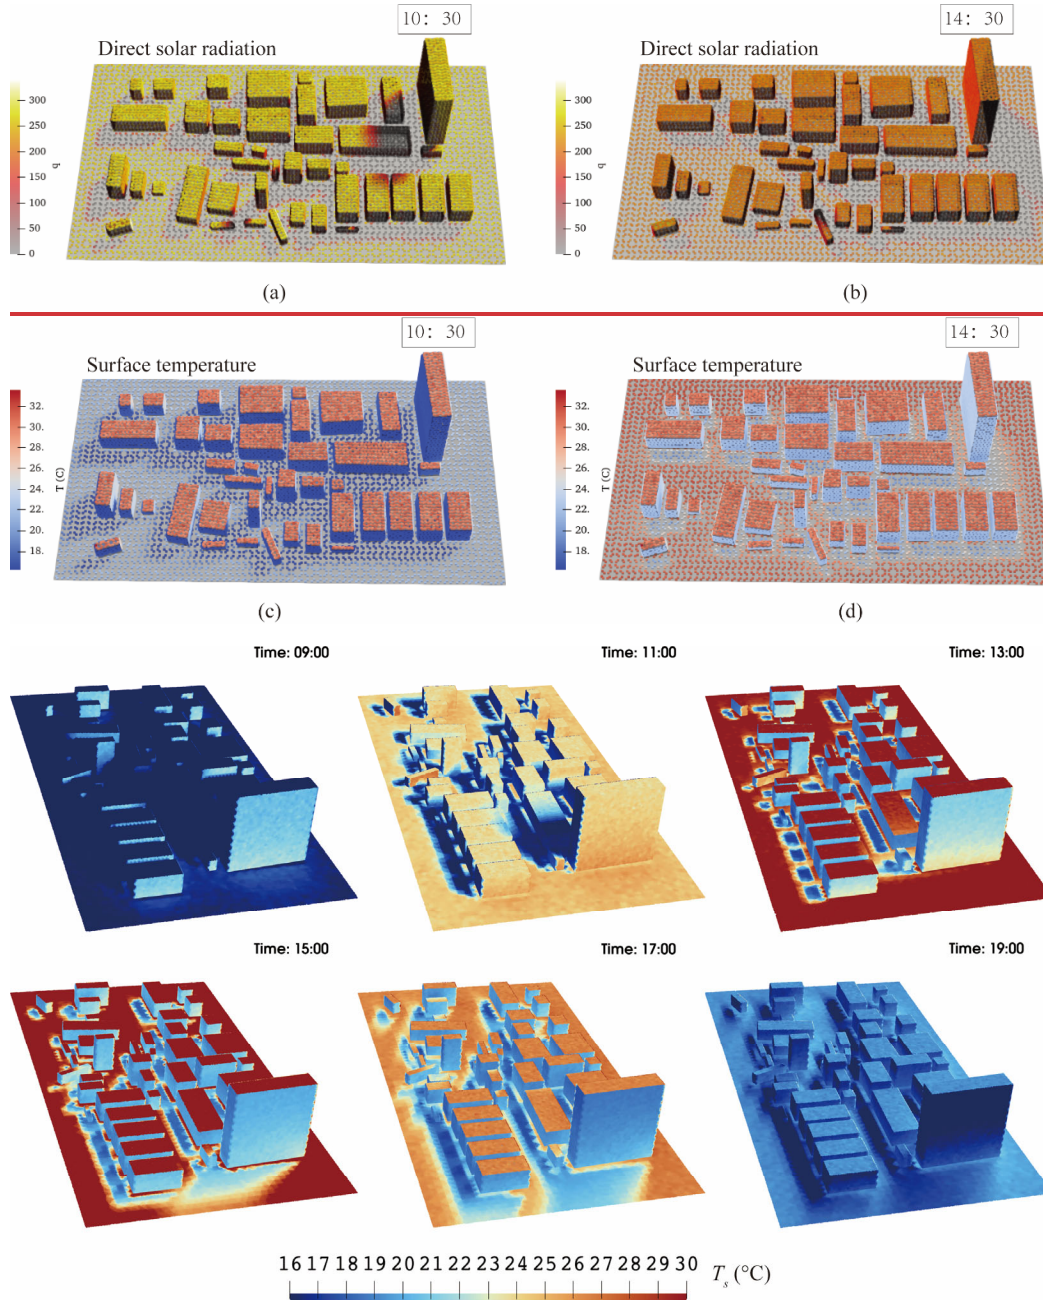 10: 30
14: 30
Direct solar radiation
Direct solar radiation
300
250
200
150
100
50
0
q
300
250
200
150
100
50
0
q
(a)
(b)
10: 30
14: 30
Surface temperature
Surface temperature
32.
30.
28.
26.
24.
22.
20.
18.
T (C)
32.
30.
28.
26.
24.
22.
20.
18.
T (C)
(c)
(d)
Time: 09:00
Time: 11:00
Time: 13:00
Time: 15:00
Time: 17:00
Time: 19:00
16 17 18 19 20 21 22 23 24 25 26 27 28 29 30 Ts (°C)